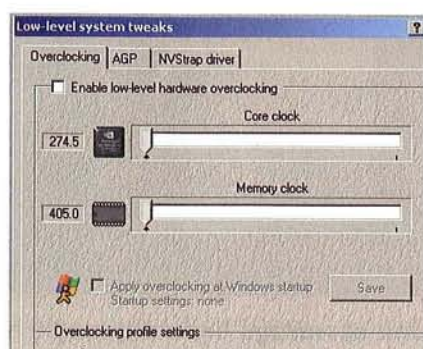 Low-level system tweaks
?
Overclocking AGP NVStrap driver
Enable low-level hardware overclocking
Core clock
274.5
Memory clock
405.0
Apply overclocking at Windows startup
Startup settings: none
Save
Overclocking profile settings